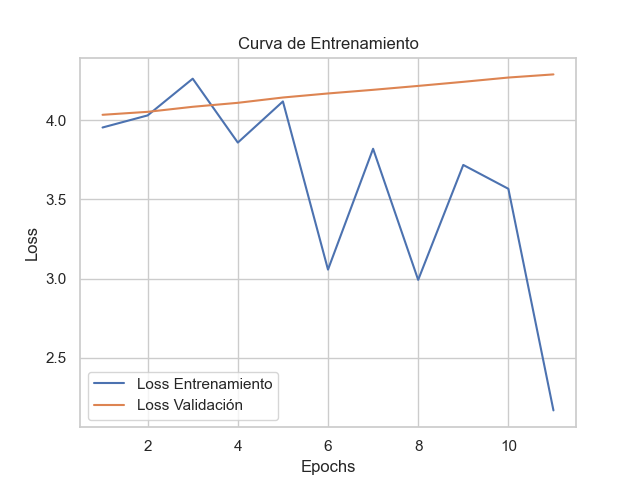 Curva de Entrenamiento
Loss
4.0
3.5
3.0
2.5
Loss Entrenamiento
Loss Validación
2 4 6 8 10
Epochs